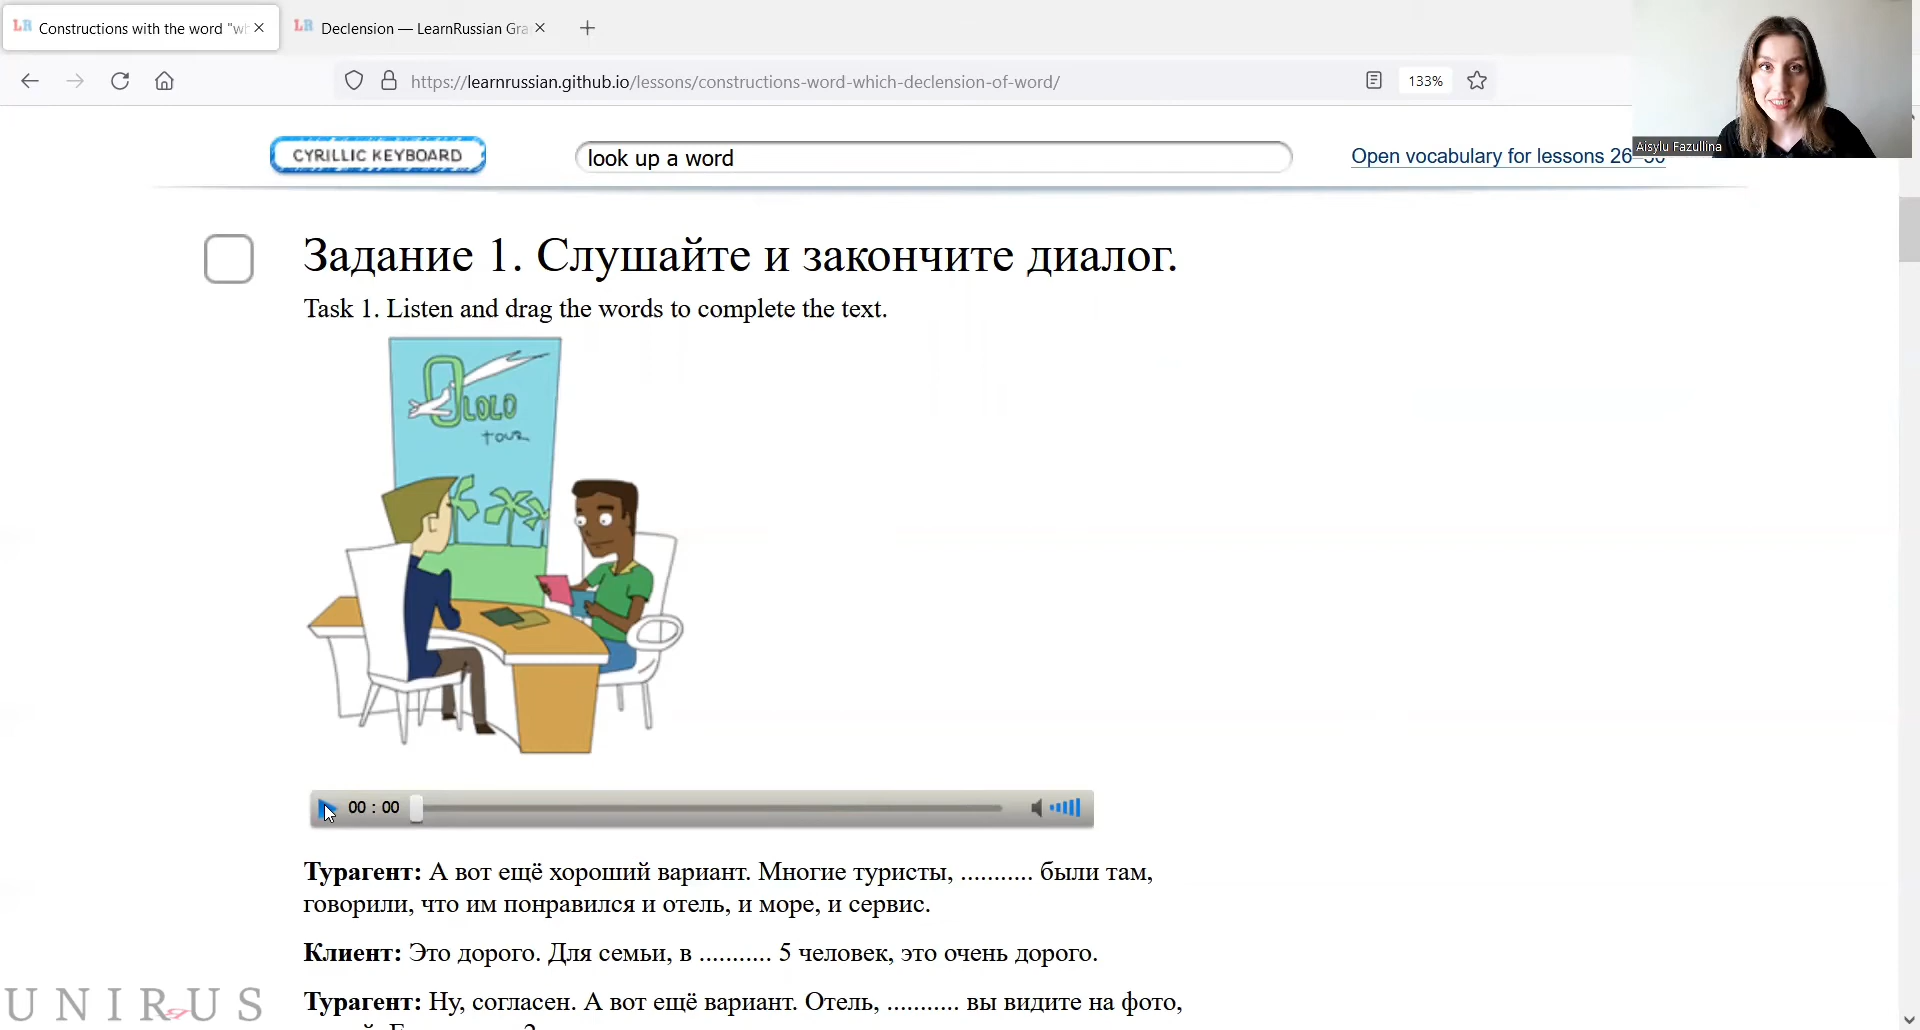 Constructions with the word "wh
Declension — LearnRussian Gra
https://learnrussian.github.io/lessons/constructions-word-which-declension-of-word/
133%
Aisylu Fazullina
CYRILLIC KEYBOARD
look up a word
Open vocabulary for lessons 26–30
Задание 1. Слушайте и закончите диалог.
Task 1. Listen and drag the words to complete the text.
OLOLO
TOUR
00 : 00
Турагент: А вот ещё хороший вариант. Многие туристы, ........... были там,
говорили, что им понравился и отель, и море, и сервис.
Клиент: Это дорого. Для семьи, в ........... 5 человек, это очень дорого.
Турагент: Ну, согласен. А вот ещё вариант. Отель, ........... вы видите на фото,
UNIRUS